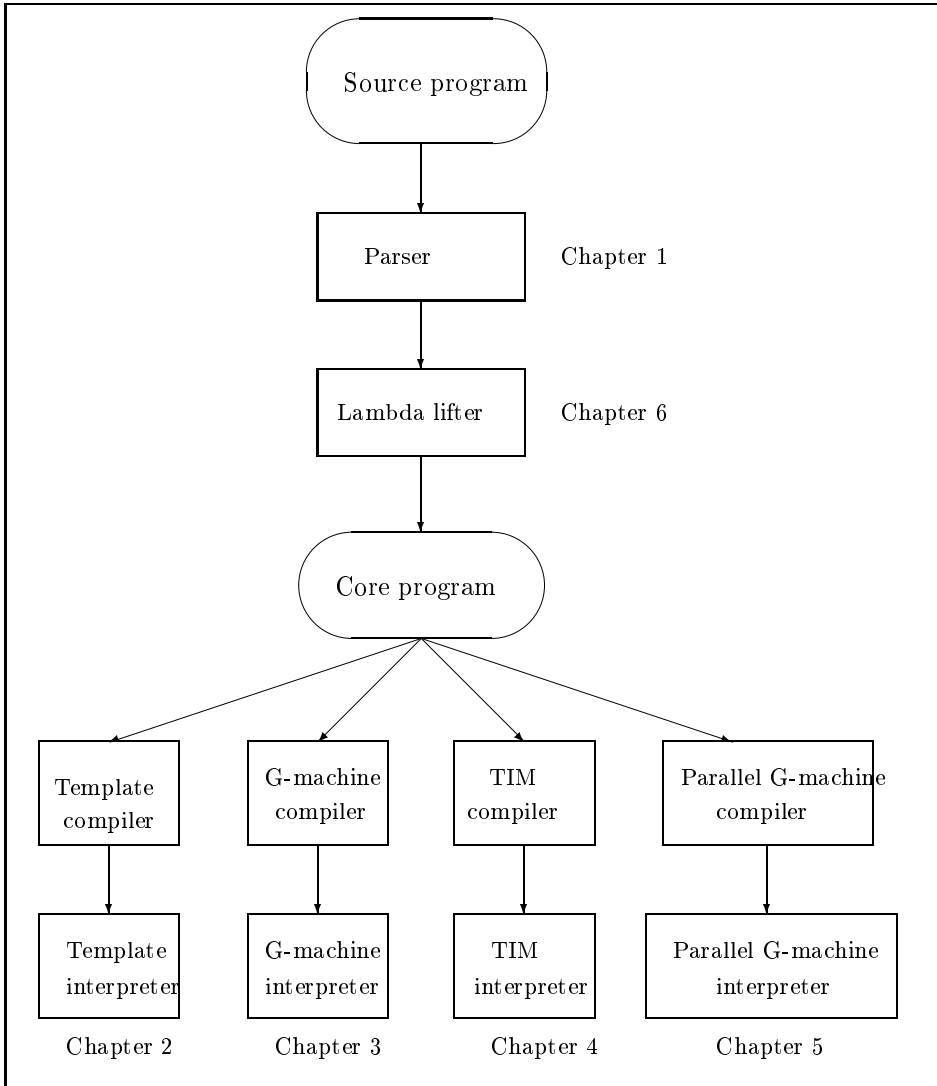 Source program
Parser
Chapter 1
Lambda lifter
Chapter 6
Core program
Template
compiler
G-machine
compiler
TIM
compiler
Parallel G-machine
compiler
Template
interpreter
G-machine
interpreter
TIM
interpreter
Parallel G-machine
interpreter
Chapter 2
Chapter 3
Chapter 4
Chapter 5